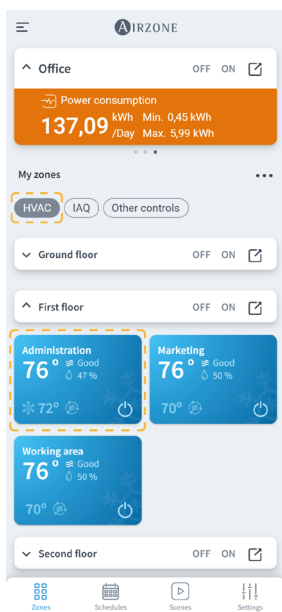 AIRZONE
Office OFF ON
Power consumption
137,09 kWh /Day Min. 0,45 kWh
Max. 5,99 kWh
My zones
HVAC IAQ Other controls
Ground floor OFF ON
First floor OFF ON
Administration
76° Good
47 %
72°
Marketing
76° Good
50 %
70°
Working area
76° Good
50 %
70°
Second floor OFF ON
Zones Schedules Scenes Settings